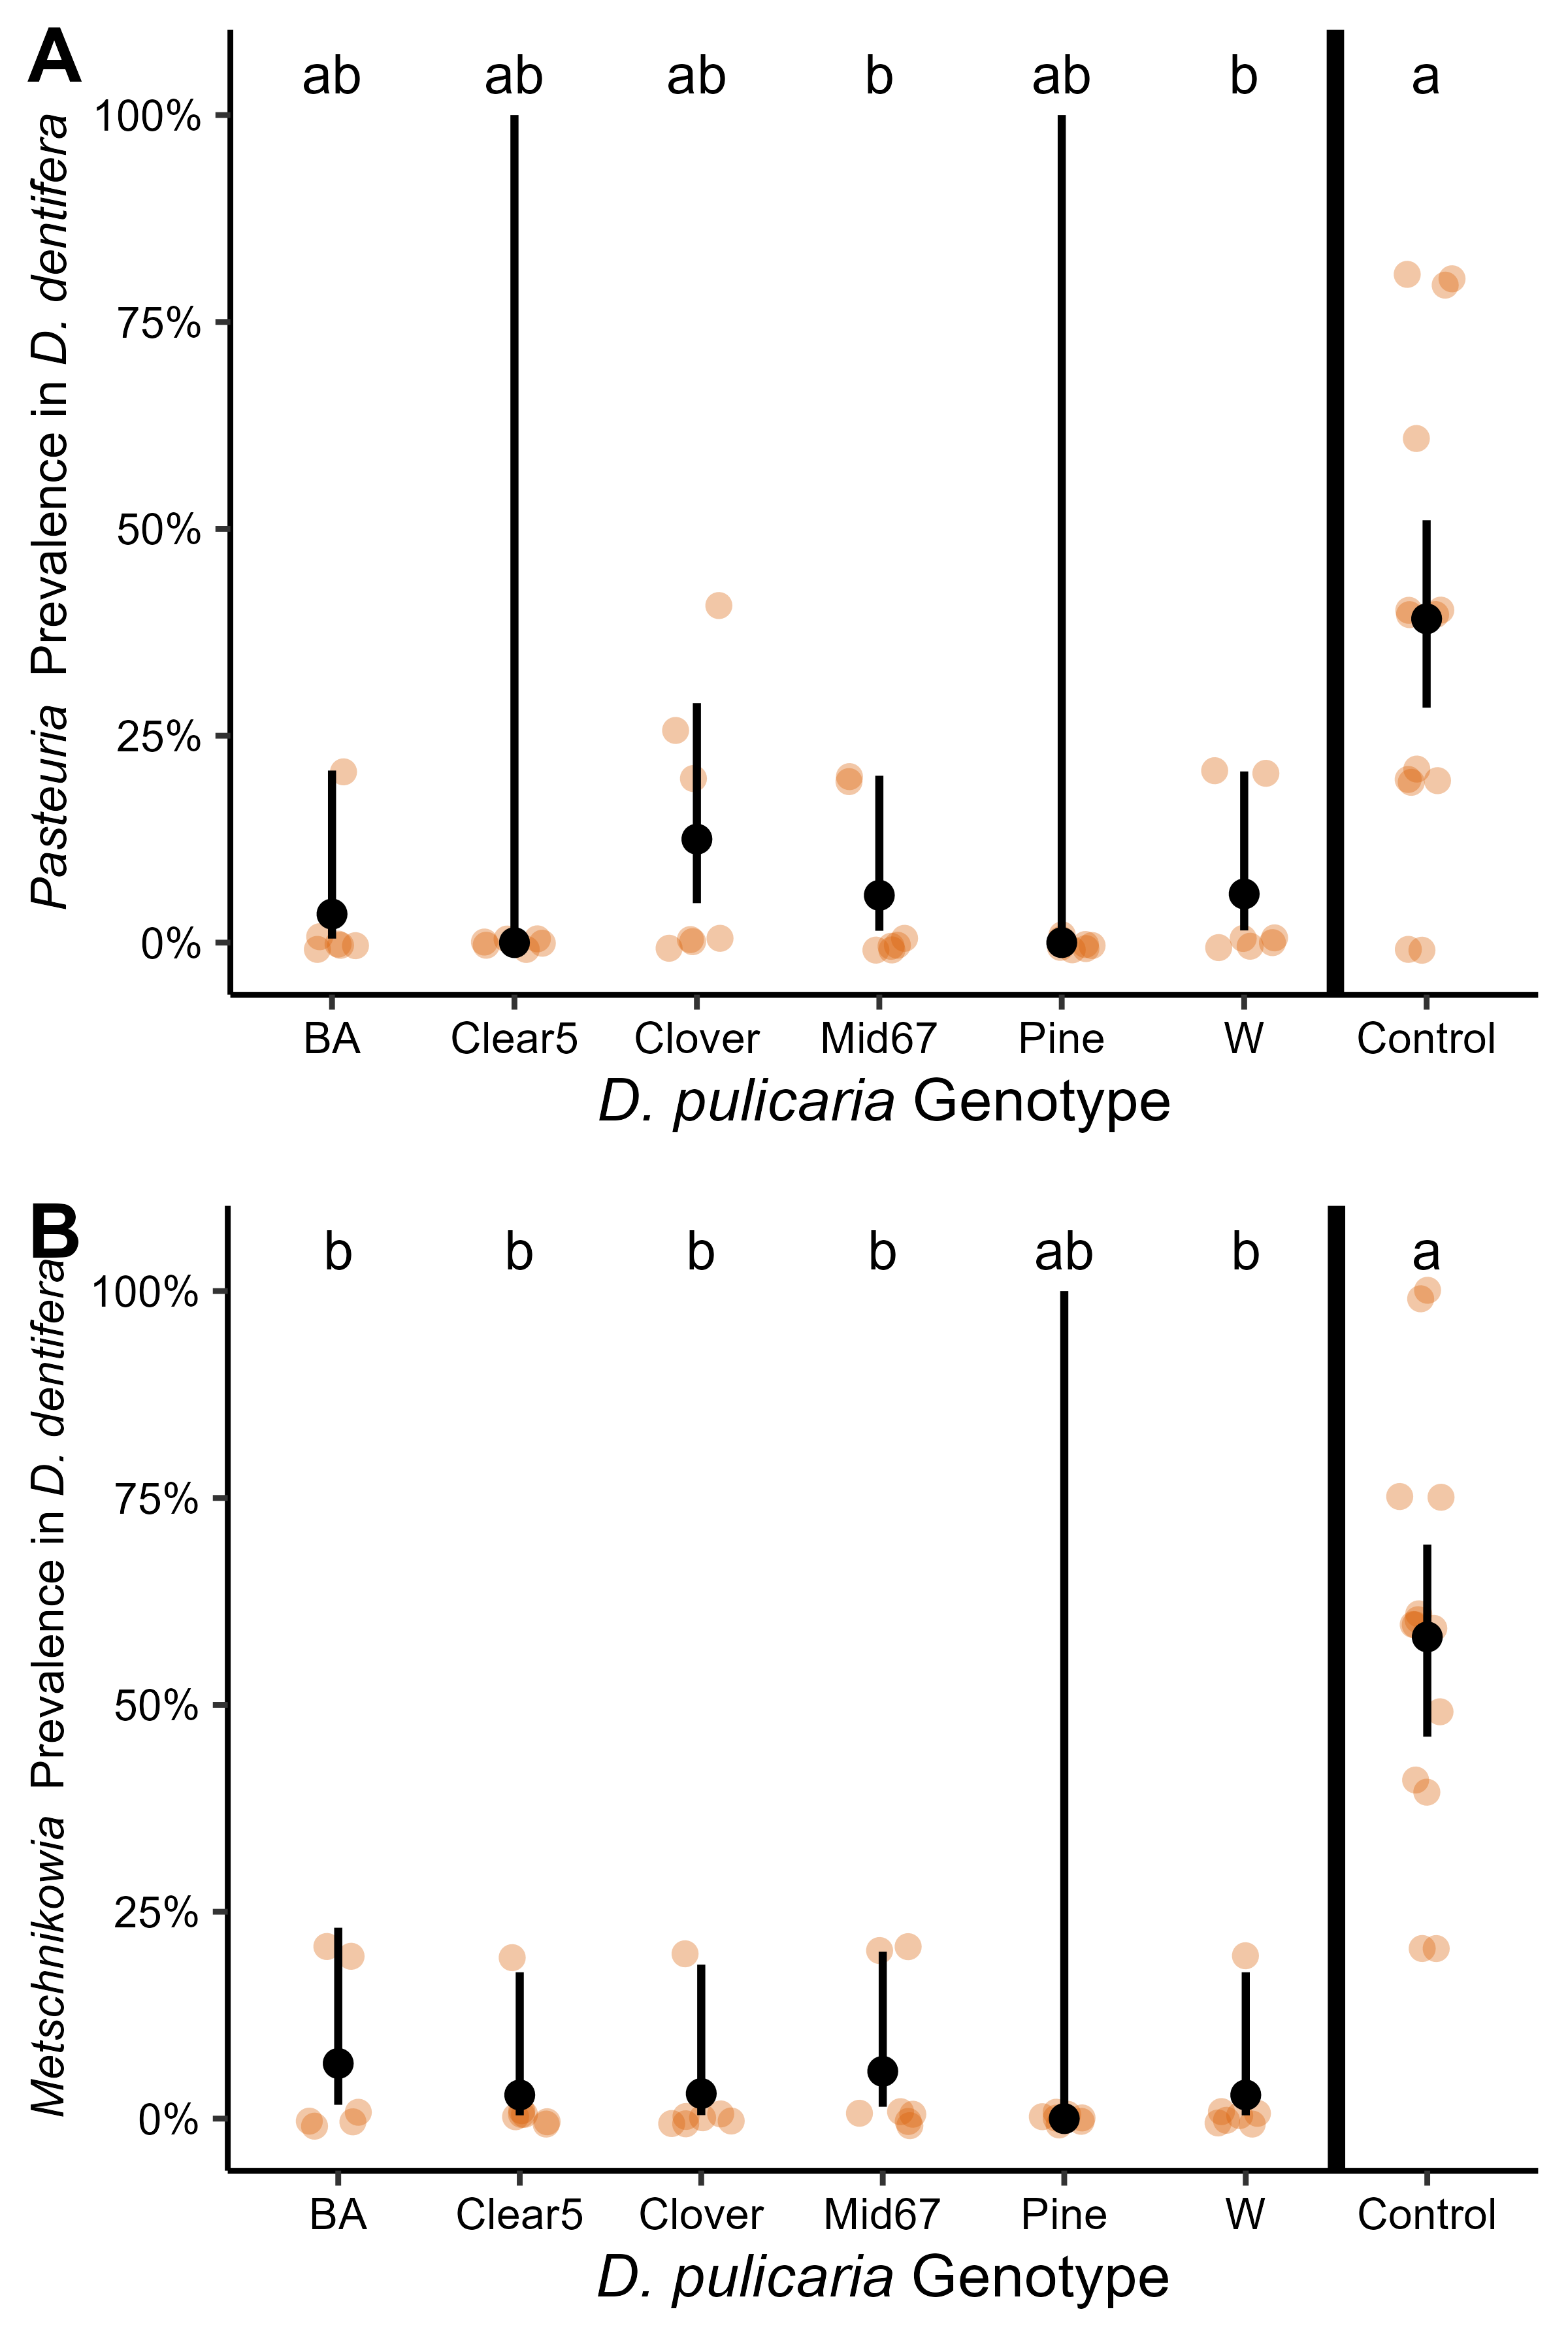 A
ab ab ab b ab b a
Pasteuria Prevalence in D. dentifera
100%
75%
50%
25%
0%
BA Clear5 Clover Mid67 Pine W Control
D. pulicaria Genotype
B
b b b b ab b a
Metschnikowia Prevalence in D. dentifera
100%
75%
50%
25%
0%
BA Clear5 Clover Mid67 Pine W Control
D. pulicaria Genotype